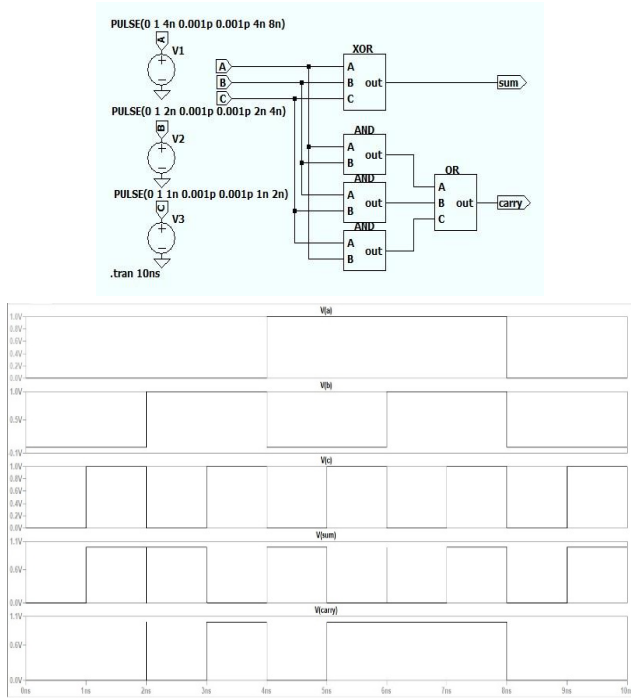 PULSE(0 1 4n 0.001p 0.001p 4n 8n)
A
V1
PULSE(0 1 2n 0.001p 0.001p 2n 4n)
B
V2
PULSE(0 1 1n 0.001p 0.001p 1n 2n)
C
V3
.tran 10ns
A
B
C
XOR
A
B out
C
sum
AND
A
B
out
AND
A
B
out
AND
A
B
out
OR
A
B out
C
carry
V(a)
1.0V
0.8V
0.6V
0.4V
0.2V
0.0V
V(b)
1.0V
0.5V
V(c)
1.0V
0.8V
0.6V
0.4V
0.2V
0.0V
V(sum)
1.1V
0.6V
0.0V
V(carry)
1.1V
0.6V
0.0V
0ns 1ns 2ns 3ns 4ns 5ns 6ns 7ns 8ns 9ns